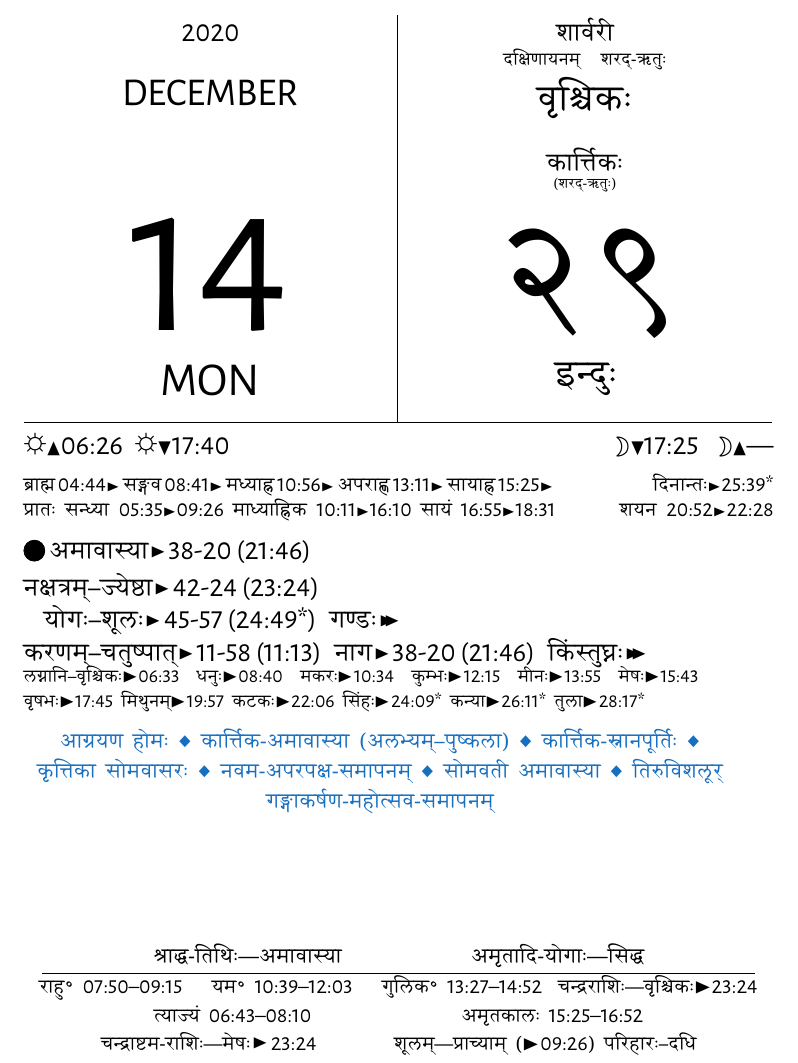 2020
DECEMBER
14
MON
शार्वरी
दक्षिणायनम् शरद्-ऋतुः
वृश्चिकः
कार्त्तिकः
(शरद्-ऋतुः)
२९
इन्दुः
☼▲06:26 ☼▼17:40 ☽▼17:25 ☽▲—
ब्राह्म 04:44► सङ्गव 08:41► मध्याह्न 10:56► अपराह्ण 13:11► सायाह्न 15:25► दिनान्तः►25:39*
प्रातः सन्ध्या 05:35►09:26 माध्याह्निक 10:11►16:10 सायं 16:55►18:31 शयन 20:52►22:28
● अमावास्या► 38-20 (21:46)
नक्षत्रम्–ज्येष्ठा► 42-24 (23:24)
योगः–शूलः► 45-57 (24:49*) गण्डः►►
करणम्–चतुष्पात्►11-58 (11:13) नाग►38-20 (21:46) किंस्तुघ्नः►►
लग्नानि–वृश्चिकः►06:33 धनुः►08:40 मकरः►10:34 कुम्भः►12:15 मीनः►13:55 मेषः►15:43
वृषभः►17:45 मिथुनम्►19:57 कटकः►22:06 सिंहः►24:09* कन्या►26:11* तुला►28:17*
आग्रयण होमः ◆ कार्त्तिक-अमावास्या (अलभ्यम्–पुष्कला) ◆ कार्त्तिक-स्नानपूर्तिः ◆
कृत्तिका सोमवासरः ◆ नवम-अपरपक्ष-समापनम् ◆ सोमवती अमावास्या ◆ तिरुविशलूर्
गङ्गाकर्षण-महोत्सव-समापनम्
श्राद्ध-तिथिः—अमावास्या अमृतादि-योगाः—सिद्ध
राहु॰ 07:50–09:15 यम॰ 10:39–12:03 गुलिक॰ 13:27–14:52 चन्द्रराशिः—वृश्चिकः►23:24
त्याज्यं 06:43–08:10 अमृतकालः 15:25–16:52
चन्द्राष्टम-राशिः—मेषः► 23:24 शूलम्—प्राच्याम् (►09:26) परिहारः–दधि